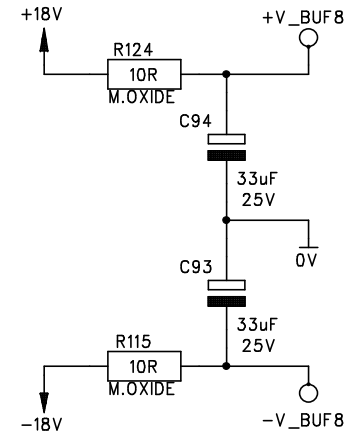 +18V
+V_BUF8
R124
10R
M.OXIDE
C94
33uF
25V
0V
C93
33uF
25V
R115
10R
M.OXIDE
-18V
-V_BUF8